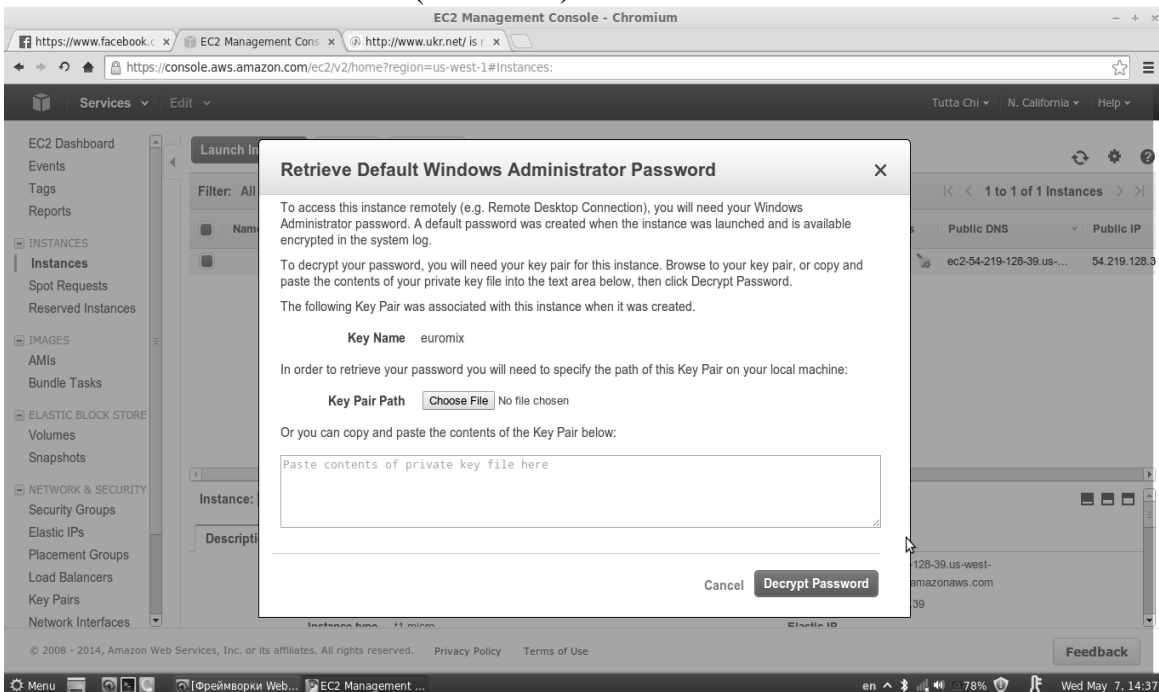 EC2 Management Console - Chromium
https://www.facebook.c × EC2 Manageme Cons × http://www.ukr.net/ is r ×
https://console.aws.amazon.com/ec2/v2/home?region=us-west-1#Instances:
Services Edit Tutta Chi N. California Help
EC2 Dashboard
Events
Tags
Reports
INSTANCES
Instances
Spot Requests
Reserved Instances
IMAGES
AMIs
Bundle Tasks
ELASTIC BLOCK STORE
Volumes
Snapshots
NETWORK & SECURITY
Security Groups
Elastic IPs
Placement Groups
Load Balancers
Key Pairs
Network Interfaces
Launch In
Filter: All 1 to 1 of 1 Instances
Name Public DNS Public IP
ec2-54-219-128-39.us-... 54.219.128.3
Retrieve Default Windows Administrator Password ×
To access this instance remotely (e.g. Remote Desktop Connection), you will need your Windows
Administrator password. A default password was created when the instance was launched and is available
encrypted in the system log.
To decrypt your password, you will need your key pair for this instance. Browse to your key pair, or copy and
paste the contents of your private key file into the text area below, then click Decrypt Password.
The following Key Pair was associated with this instance when it was created.
Key Name euromix
In order to retrieve your password you will need to specify the path of this Key Pair on your local machine:
Key Pair Path Choose File No file chosen
Or you can copy and paste the contents of the Key Pair below:
Paste contents of private key file here
Cancel Decrypt Password
Instance:
Descripti
-128-39.us-west-
amazonaws.com
39
Instance type t1.micro Elastic IP
© 2008 - 2014, Amazon Web Services, Inc. or its affiliates. All rights reserved. Privacy Policy Terms of Use Feedback
Menu [Фреймворки Web... EC2 Management ... en 78% Wed May 7, 14:37